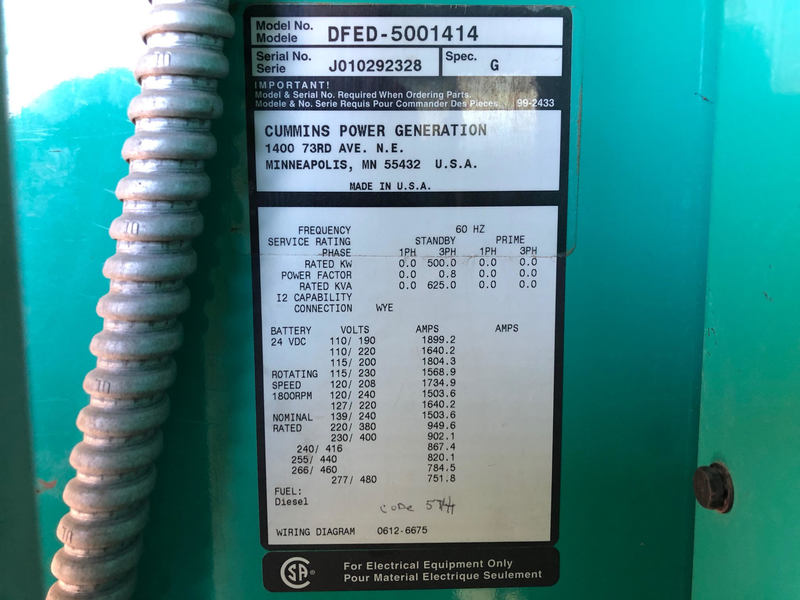 Model No. DFED-5001414
Modele
Serial No. J010292328 Spec. G
Serie
IMPORTANT!
Model & Serial No. Required When Ordering Parts.
Modele & No. Serie Requis Pour Commander Des Pieces. 99-2433
CUMMINS POWER GENERATION
1400 73RD AVE. N.E.
MINNEAPOLIS, MN 55432 U.S.A.
MADE IN U.S.A.
FREQUENCY 60 HZ
SERVICE RATING STANDBY PRIME
PHASE 1PH 3PH 1PH 3PH
RATED KW 0.0 500.0 0.0 0.0
POWER FACTOR 0.0 0.8 0.0 0.0
RATED KVA 0.0 625.0 0.0 0.0
I2 CAPABILITY
CONNECTION WYE
BATTERY VOLTS AMPS AMPS
24 VDC 110/ 190 1899.2
110/ 220 1640.2
115/ 200 1804.3
ROTATING 115/ 230 1568.9
SPEED 120/ 208 1734.9
1800RPM 120/ 240 1503.6
127/ 220 1640.2
NOMINAL 139/ 240 1503.6
RATED 220/ 380 949.6
230/ 400 902.1
240/ 416 867.4
255/ 440 820.1
266/ 460 784.5
277/ 480 751.8
FUEL:
Diesel
code
WIRING DIAGRAM 0612-6675
CSA ®
For Electrical Equipment Only
Pour Material Electrique Seulement